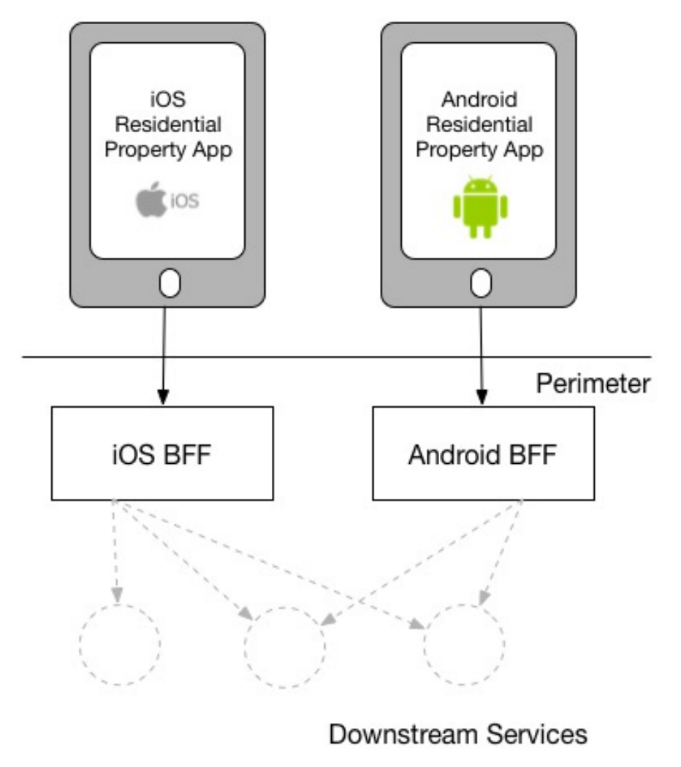 iOS
Residential
Property App
iOS
Android
Residential
Property App
Perimeter
iOS BFF
Android BFF
Downstream Services